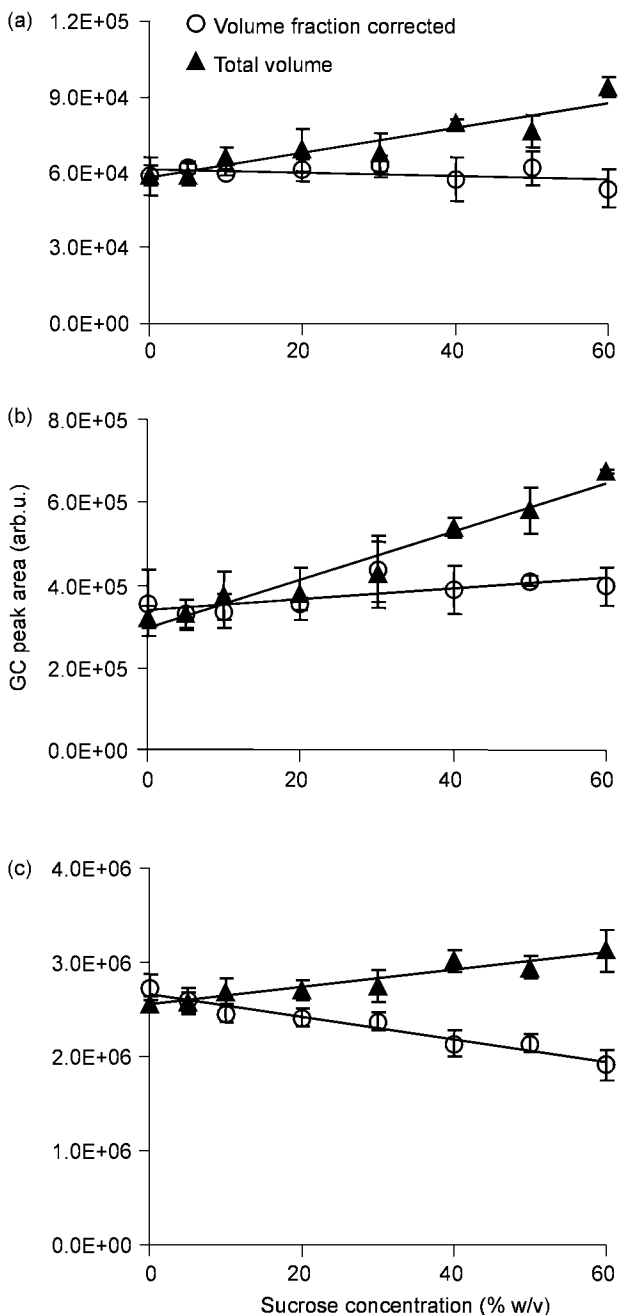 (a)
1.2E+05
9.0E+04
6.0E+04
3.0E+04
0.0E+00
Volume fraction corrected
Total volume
0 20 40 60
(b)
8.0E+05
6.0E+05
4.0E+05
2.0E+05
0.0E+00
GC peak area (arb.u.)
0 20 40 60
(c)
4.0E+06
3.0E+06
2.0E+06
1.0E+06
0.0E+00
0 20 40 60
Sucrose concentration (% w/v)